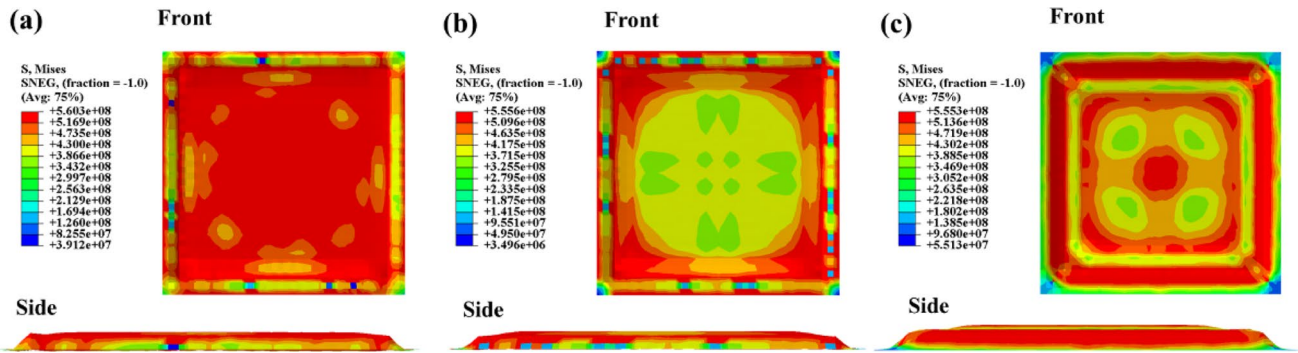 (a)
Front
S, Mises
SNEG, (fraction = -1.0)
(Avg: 75%)
+5.603e+08
+5.169e+08
+4.735e+08
+4.300e+08
+3.866e+08
+3.432e+08
+2.997e+08
+2.563e+08
+2.129e+08
+1.694e+08
+1.260e+08
+8.255e+07
+3.912e+07
Side
(b)
Front
S, Mises
SNEG, (fraction = -1.0)
(Avg: 75%)
+5.556e+08
+5.096e+08
+4.635e+08
+4.175e+08
+3.715e+08
+3.255e+08
+2.795e+08
+2.335e+08
+1.875e+08
+1.415e+08
+9.551e+07
+4.950e+07
+3.496e+06
Side
(c)
Front
S, Mises
SNEG, (fraction = -1.0)
(Avg: 75%)
+5.553e+08
+5.136e+08
+4.719e+08
+4.302e+08
+3.885e+08
+3.469e+08
+3.052e+08
+2.635e+08
+2.218e+08
+1.802e+08
+1.385e+08
+9.680e+07
+5.513e+07
Side